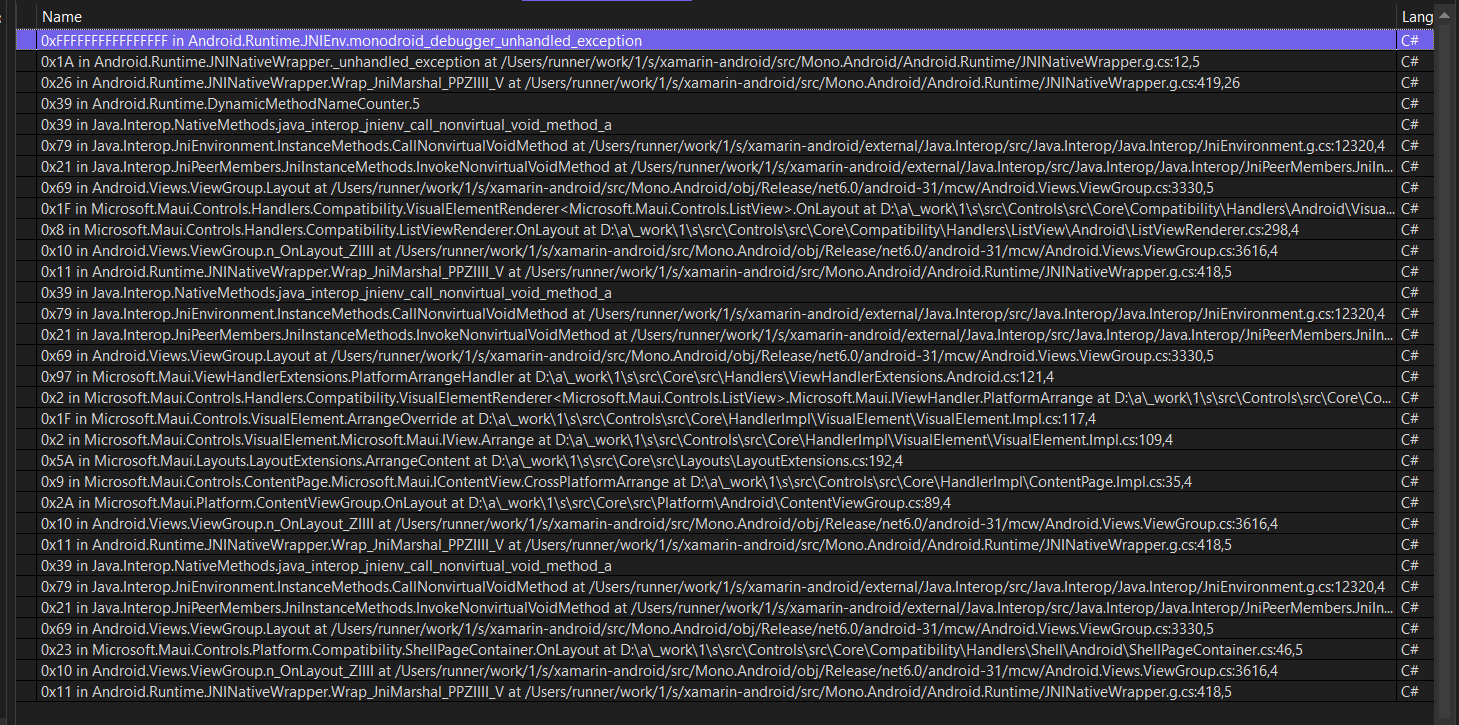 Name Lang
0xFFFFFFFFFFFFFFFF in Android.Runtime.JNIEnv.monodroid_debugger_unhandled_exception C#
0x1A in Android.Runtime.JNINativeWrapper._unhandled_exception at /Users/runner/work/1/s/xamarin-android/src/Mono.Android/Android.Runtime/JNINativeWrapper.g.cs:12,5 C#
0x26 in Android.Runtime.JNINativeWrapper.Wrap_JniMarshal_PPZIIII_V at /Users/runner/work/1/s/xamarin-android/src/Mono.Android/Android.Runtime/JNINativeWrapper.g.cs:419,26 C#
0x39 in Android.Runtime.DynamicMethodNameCounter.5 C#
0x39 in Java.Interop.NativeMethods.java_interop_jnienv_call_nonvirtual_void_method_a C#
0x79 in Java.Interop.JniEnvironment.InstanceMethods.CallNonvirtualVoidMethod at /Users/runner/work/1/s/xamarin-android/external/Java.Interop/src/Java.Interop/Java.Interop/JniEnvironment.g.cs:12320,4 C#
0x21 in Java.Interop.JniPeerMembers.JniInstanceMethods.InvokeNonvirtualVoidMethod at /Users/runner/work/1/s/xamarin-android/external/Java.Interop/src/Java.Interop/Java.Interop/JniPeerMembers.JniIn... C#
0x69 in Android.Views.ViewGroup.Layout at /Users/runner/work/1/s/xamarin-android/src/Mono.Android/obj/Release/net6.0/android-31/mcw/Android.Views.ViewGroup.cs:3330,5 C#
0x1F in Microsoft.Maui.Controls.Handlers.Compatibility.VisualElementRenderer<Microsoft.Maui.Controls.ListView>.OnLayout at D:\a\_work\1\s\src\Controls\src\Core\Compatibility\Handlers\Android\Visua... C#
0x8 in Microsoft.Maui.Controls.Handlers.Compatibility.ListViewRenderer.OnLayout at D:\a\_work\1\s\src\Controls\src\Core\Compatibility\Handlers\ListView\Android\ListViewRenderer.cs:298,4 C#
0x10 in Android.Views.ViewGroup.n_OnLayout_ZIIII at /Users/runner/work/1/s/xamarin-android/src/Mono.Android/obj/Release/net6.0/android-31/mcw/Android.Views.ViewGroup.cs:3616,4 C#
0x11 in Android.Runtime.JNINativeWrapper.Wrap_JniMarshal_PPZIIII_V at /Users/runner/work/1/s/xamarin-android/src/Mono.Android/Android.Runtime/JNINativeWrapper.g.cs:418,5 C#
0x39 in Java.Interop.NativeMethods.java_interop_jnienv_call_nonvirtual_void_method_a C#
0x79 in Java.Interop.JniEnvironment.InstanceMethods.CallNonvirtualVoidMethod at /Users/runner/work/1/s/xamarin-android/external/Java.Interop/src/Java.Interop/Java.Interop/JniEnvironment.g.cs:12320,4 C#
0x21 in Java.Interop.JniPeerMembers.JniInstanceMethods.InvokeNonvirtualVoidMethod at /Users/runner/work/1/s/xamarin-android/external/Java.Interop/src/Java.Interop/Java.Interop/JniPeerMembers.JniIn... C#
0x69 in Android.Views.ViewGroup.Layout at /Users/runner/work/1/s/xamarin-android/src/Mono.Android/obj/Release/net6.0/android-31/mcw/Android.Views.ViewGroup.cs:3330,5 C#
0x97 in Microsoft.Maui.ViewHandlerExtensions.PlatformArrangeHandler at D:\a\_work\1\s\src\Core\src\Handlers\ViewHandlerExtensions.Android.cs:121,4 C#
0x2 in Microsoft.Maui.Controls.Handlers.Compatibility.VisualElementRenderer<Microsoft.Maui.Controls.ListView>.Microsoft.Maui.IViewHandler.PlatformArrange at D:\a\_work\1\s\src\Controls\src\Core\Co... C#
0x1F in Microsoft.Maui.Controls.VisualElement.ArrangeOverride at D:\a\_work\1\s\src\Controls\src\Core\HandlerImpl\VisualElement\VisualElement.Impl.cs:117,4 C#
0x2 in Microsoft.Maui.Controls.VisualElement.Microsoft.Maui.IView.Arrange at D:\a\_work\1\s\src\Controls\src\Core\HandlerImpl\VisualElement\VisualElement.Impl.cs:109,4 C#
0x5A in Microsoft.Maui.Layouts.LayoutExtensions.ArrangeContent at D:\a\_work\1\s\src\Core\src\Layouts\LayoutExtensions.cs:192,4 C#
0x9 in Microsoft.Maui.Controls.ContentPage.Microsoft.Maui.IContentView.CrossPlatformArrange at D:\a\_work\1\s\src\Controls\src\Core\HandlerImpl\ContentPage.Impl.cs:35,4 C#
0x2A in Microsoft.Maui.Platform.ContentViewGroup.OnLayout at D:\a\_work\1\s\src\Core\src\Platform\Android\ContentViewGroup.cs:89,4 C#
0x10 in Android.Views.ViewGroup.n_OnLayout_ZIIII at /Users/runner/work/1/s/xamarin-android/src/Mono.Android/obj/Release/net6.0/android-31/mcw/Android.Views.ViewGroup.cs:3616,4 C#
0x11 in Android.Runtime.JNINativeWrapper.Wrap_JniMarshal_PPZIIII_V at /Users/runner/work/1/s/xamarin-android/src/Mono.Android/Android.Runtime/JNINativeWrapper.g.cs:418,5 C#
0x39 in Java.Interop.NativeMethods.java_interop_jnienv_call_nonvirtual_void_method_a C#
0x79 in Java.Interop.JniEnvironment.InstanceMethods.CallNonvirtualVoidMethod at /Users/runner/work/1/s/xamarin-android/external/Java.Interop/src/Java.Interop/Java.Interop/JniEnvironment.g.cs:12320,4 C#
0x21 in Java.Interop.JniPeerMembers.JniInstanceMethods.InvokeNonvirtualVoidMethod at /Users/runner/work/1/s/xamarin-android/external/Java.Interop/src/Java.Interop/Java.Interop/JniPeerMembers.JniIn... C#
0x69 in Android.Views.ViewGroup.Layout at /Users/runner/work/1/s/xamarin-android/src/Mono.Android/obj/Release/net6.0/android-31/mcw/Android.Views.ViewGroup.cs:3330,5 C#
0x23 in Microsoft.Maui.Controls.Platform.Compatibility.ShellPageContainer.OnLayout at D:\a\_work\1\s\src\Controls\src\Core\Compatibility\Handlers\Shell\Android\ShellPageContainer.cs:46,5 C#
0x10 in Android.Views.ViewGroup.n_OnLayout_ZIIII at /Users/runner/work/1/s/xamarin-android/src/Mono.Android/obj/Release/net6.0/android-31/mcw/Android.Views.ViewGroup.cs:3616,4 C#
0x11 in Android.Runtime.JNINativeWrapper.Wrap_JniMarshal_PPZIIII_V at /Users/runner/work/1/s/xamarin-android/src/Mono.Android/Android.Runtime/JNINativeWrapper.g.cs:418,5 C#